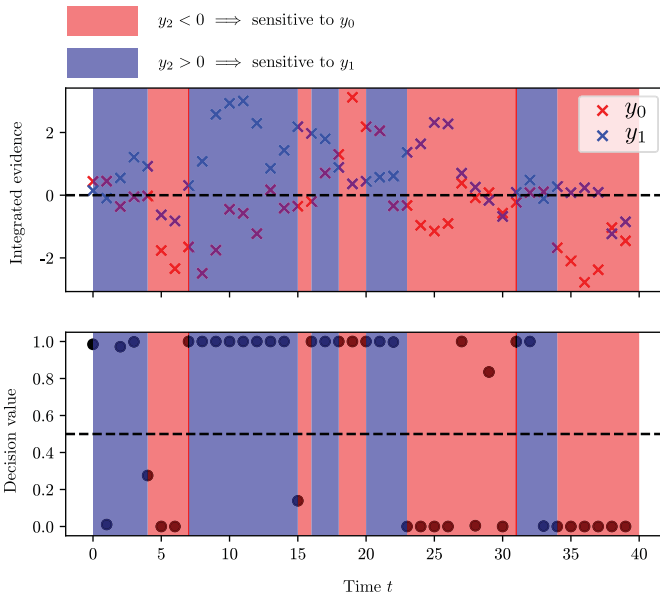 y₂ < 0 ⟹ sensitive to y₀
y₂ > 0 ⟹ sensitive to y₁
Integrated evidence
2
0
-2
y₀
y₁
Decision value
1.0
0.8
0.6
0.4
0.2
0.0
0 5 10 15 20 25 30 35 40
Time t